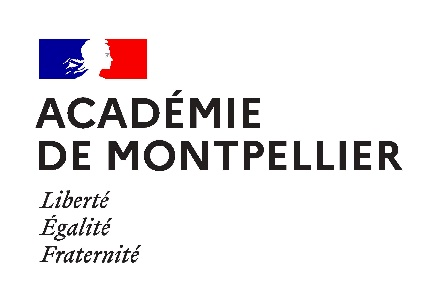 ACADÉMIE
DE MONTPELLIER
Liberté
Égalité
Fraternité